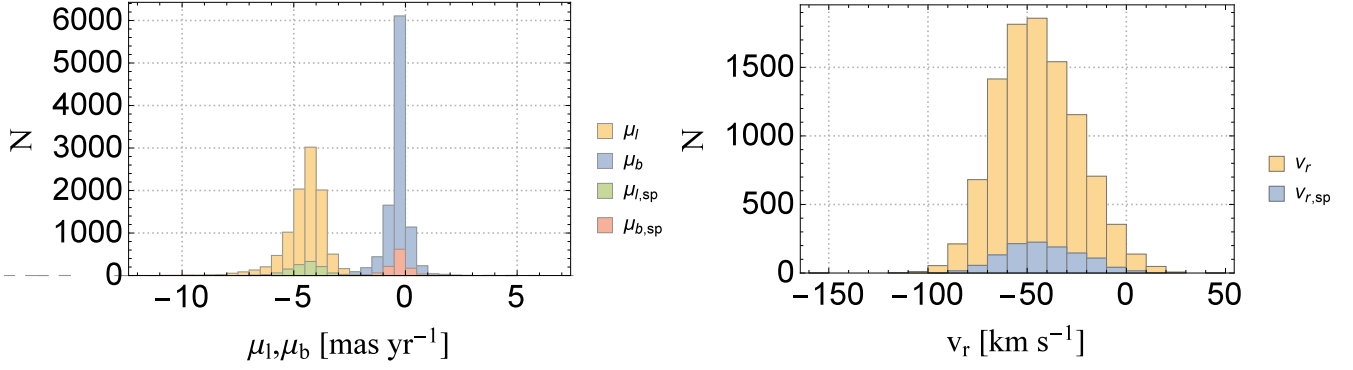 6000
5000
4000
3000
2000
1000
0
N
−10 −5 0 5
μl,μb [mas yr−1]
μl
μb
μl,sp
μb,sp
1500
1000
500
0
N
−150 −100 −50 0 50
vr [km s−1]
vr
vr,sp